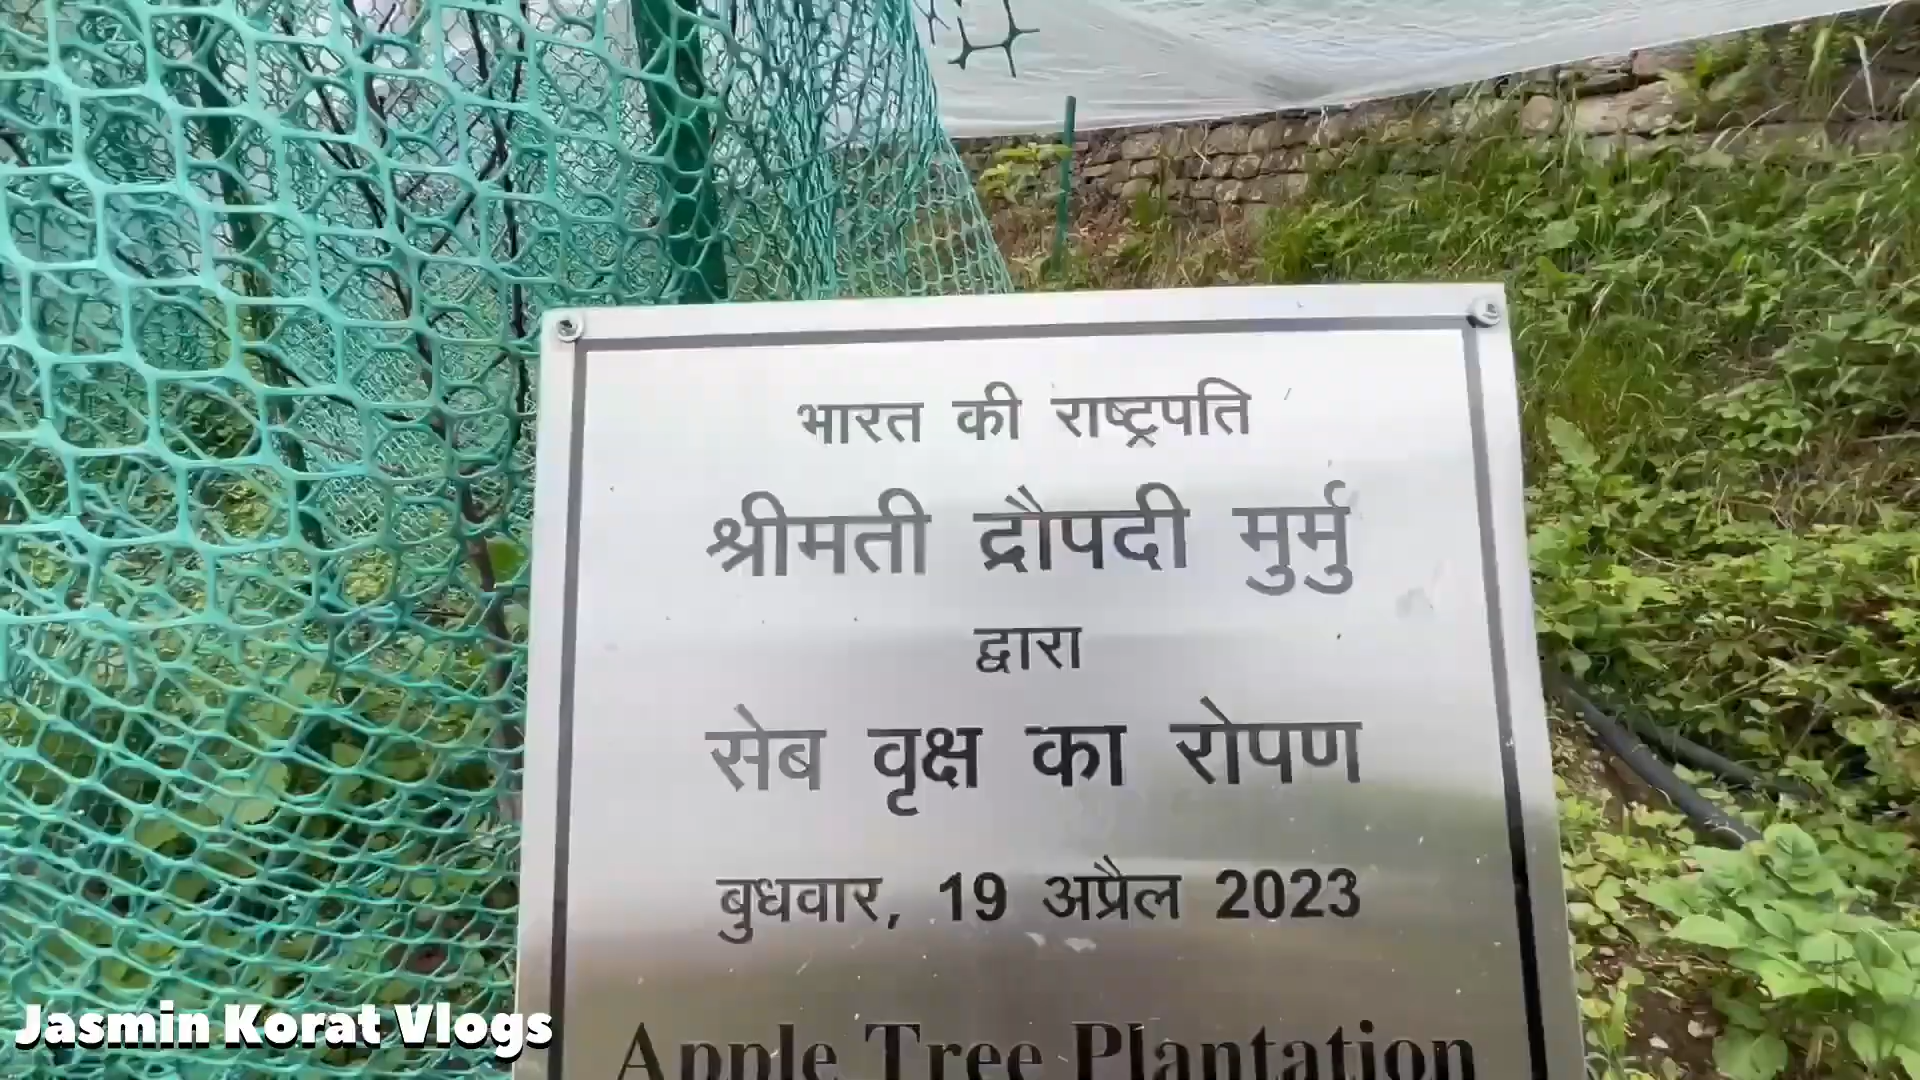 भारत की राष्ट्रपति
श्रीमती द्रौपदी मुर्मु
द्वारा
सेब वृक्ष का रोपण
बुधवार, 19 अप्रैल 2023
Apple Tree Plantation
Jasmin Korat Vlogs